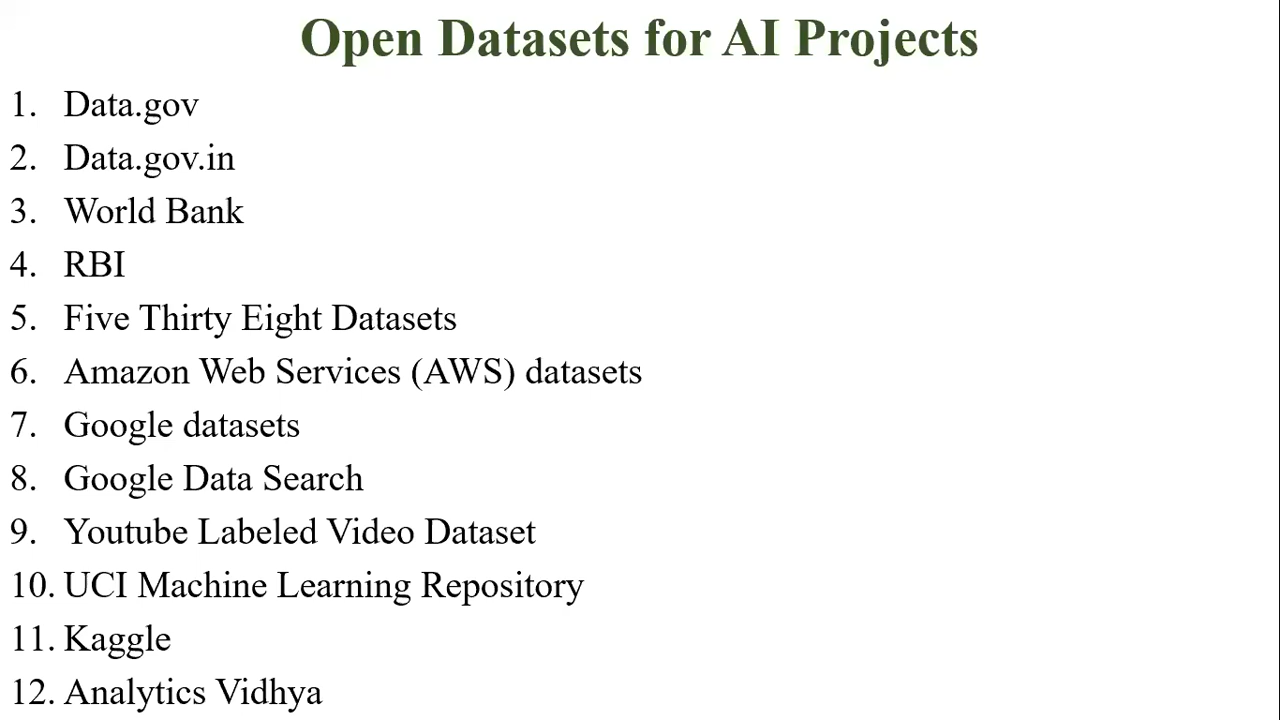 Open Datasets for AI Projects
1. Data.gov
2. Data.gov.in
3. World Bank
4. RBI
5. Five Thirty Eight Datasets
6. Amazon Web Services (AWS) datasets
7. Google datasets
8. Google Data Search
9. Youtube Labeled Video Dataset
10. UCI Machine Learning Repository
11. Kaggle
12. Analytics Vidhya